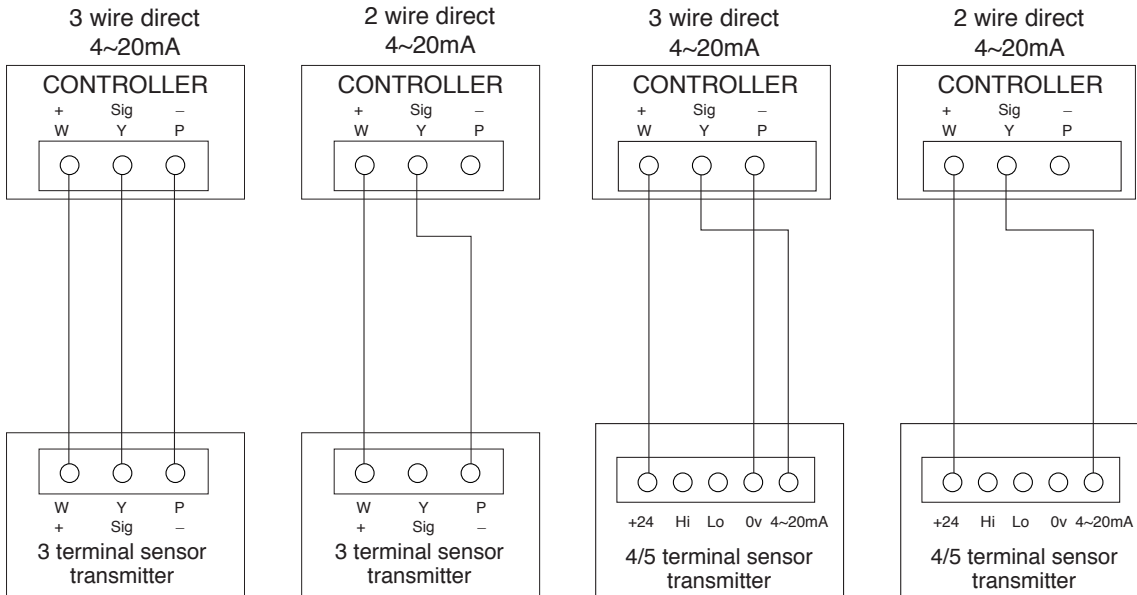 3 wire direct
4~20mA
CONTROLLER
+ Sig –
W Y P
W Y P
+ Sig –
3 terminal sensor
transmitter
2 wire direct
4~20mA
CONTROLLER
+ Sig –
W Y P
W Y P
+ Sig –
3 terminal sensor
transmitter
3 wire direct
4~20mA
CONTROLLER
+ Sig –
W Y P
+24 Hi Lo 0v 4~20mA
4/5 terminal sensor
transmitter
2 wire direct
4~20mA
CONTROLLER
+ Sig –
W Y P
+24 Hi Lo 0v 4~20mA
4/5 terminal sensor
transmitter